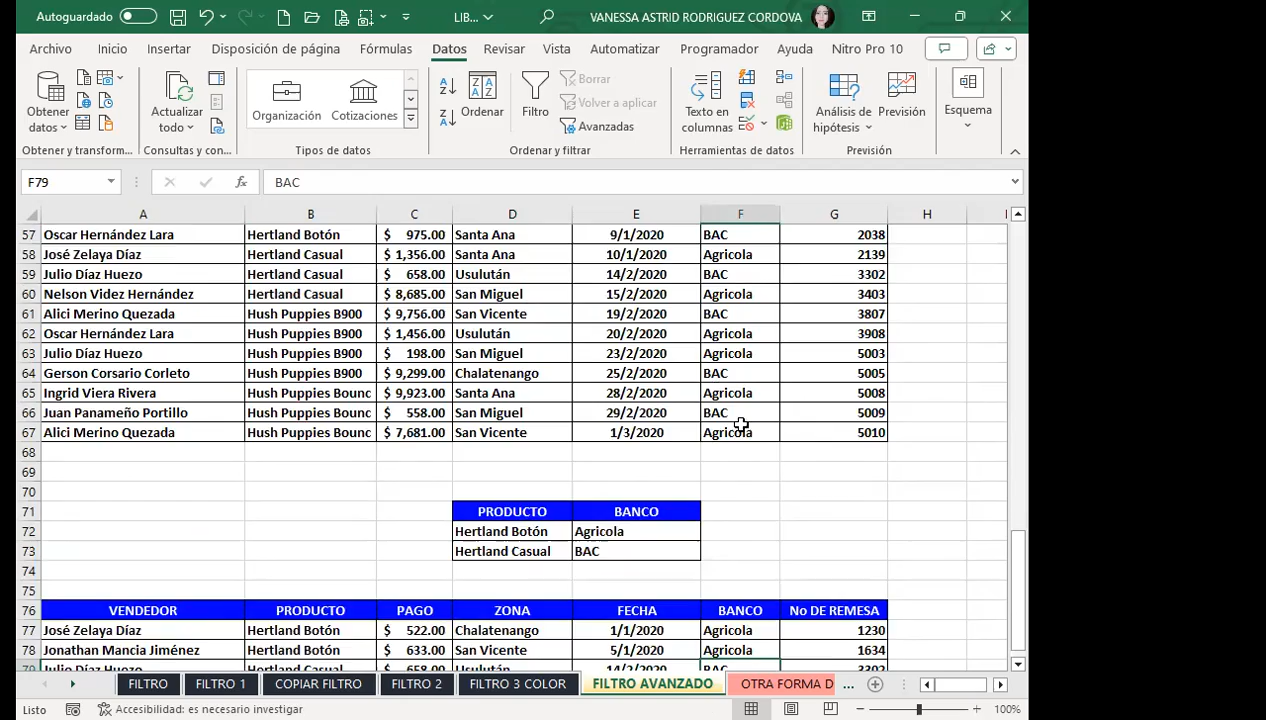 Autoguardado LIB... VANESSA ASTRID RODRIGUEZ CORDOVA
Archivo Inicio Insertar Disposición de página Fórmulas Datos Revisar Vista Automatizar Programador Ayuda Nitro Pro 10
Obtener datos Actualizar todo Organización Cotizaciones Ordenar Filtro Borrar Volver a aplicar Avanzadas Texto en columnas Análisis de hipótesis Previsión Esquema
Obtener y transform... Consultas y con... Tipos de datos Ordenar y filtrar Herramientas de datos Previsión
F79 fx BAC
A B C D E F G H I
57 Oscar Hernández Lara Hertland Botón $ 975.00 Santa Ana 9/1/2020 BAC 2038
58 José Zelaya Díaz Hertland Casual $ 1,356.00 Santa Ana 10/1/2020 Agricola 2139
59 Julio Díaz Huezo Hertland Casual $ 658.00 Usulután 14/2/2020 BAC 3302
60 Nelson Videz Hernández Hertland Casual $ 8,685.00 San Miguel 15/2/2020 Agricola 3403
61 Alici Merino Quezada Hush Puppies B900 $ 9,756.00 San Vicente 19/2/2020 BAC 3807
62 Oscar Hernández Lara Hush Puppies B900 $ 1,456.00 Usulután 20/2/2020 Agricola 3908
63 Julio Díaz Huezo Hush Puppies B900 $ 198.00 San Miguel 23/2/2020 Agricola 5003
64 Gerson Corsario Corleto Hush Puppies B900 $ 9,299.00 Chalatenango 25/2/2020 BAC 5005
65 Ingrid Viera Rivera Hush Puppies Bounc $ 9,923.00 Santa Ana 28/2/2020 Agricola 5008
66 Juan Panameño Portillo Hush Puppies Bounc $ 558.00 San Miguel 29/2/2020 BAC 5009
67 Alici Merino Quezada Hush Puppies Bounc $ 7,681.00 San Vicente 1/3/2020 Agricola 5010
68
69
70
71 PRODUCTO BANCO
72 Hertland Botón Agricola
73 Hertland Casual BAC
74
75
76 VENDEDOR PRODUCTO PAGO ZONA FECHA BANCO No DE REMESA
77 José Zelaya Díaz Hertland Botón $ 522.00 Chalatenango 1/1/2020 Agricola 1230
78 Jonathan Mancia Jiménez Hertland Botón $ 633.00 San Vicente 5/1/2020 Agricola 1634
79 Julio Díaz Huezo Hertland Casual $ 658.00 Usulután 14/2/2020 BAC 3302
FILTRO FILTRO 1 COPIAR FILTRO FILTRO 2 FILTRO 3 COLOR FILTRO AVANZADO OTRA FORMA D ...
Listo Accesibilidad: es necesario investigar 100%